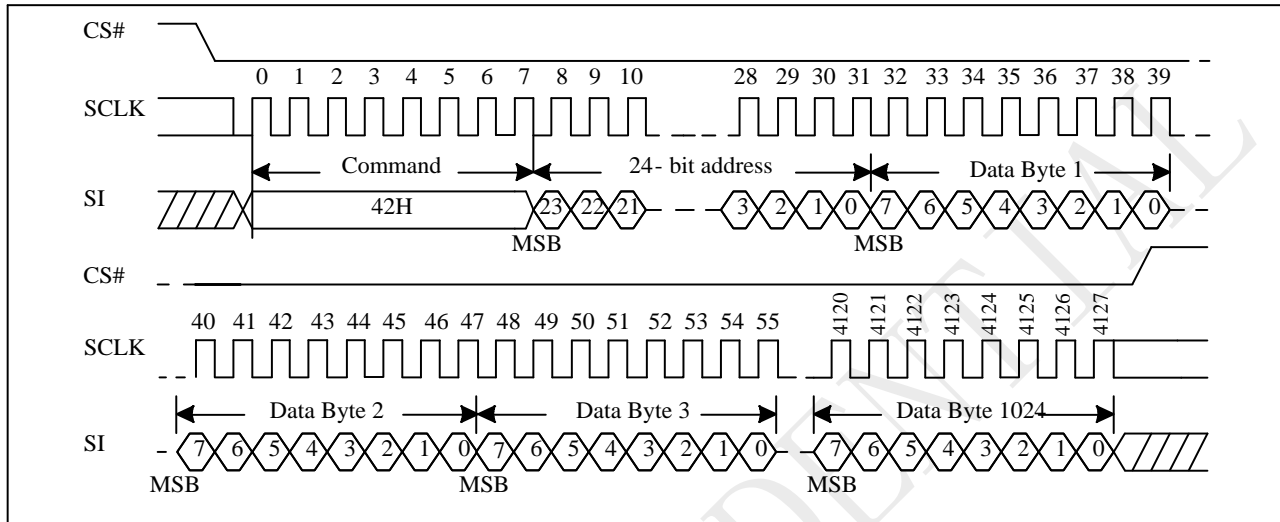 CS#
0 1 2 3 4 5 6 7 8 9 10 28 29 30 31 32 33 34 35 36 37 38 39
SCLK
Command 24- bit address Data Byte 1
SI 42H 23 22 21 3 2 1 0 7 6 5 4 3 2 1 0
MSB MSB
CS#
40 41 42 43 44 45 46 47 48 49 50 51 52 53 54 55 4120 4121 4122 4123 4124 4125 4126 4127
SCLK
Data Byte 2 Data Byte 3 Data Byte 1024
SI 7 6 5 4 3 2 1 0 7 6 5 4 3 2 1 0 7 6 5 4 3 2 1 0
MSB MSB MSB